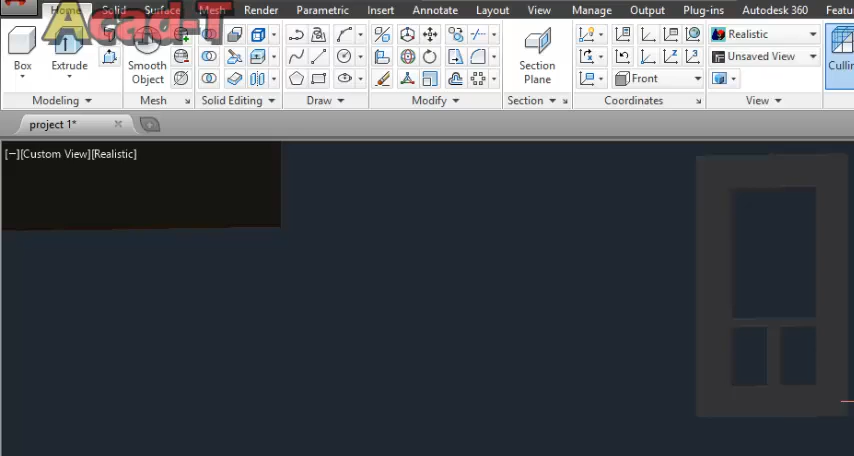 Acad-T
Home Solid Surface Mesh Render Parametric Insert Annotate Layout View Manage Output Plug-ins Autodesk 360 Featu
Box Extrude Smooth Object Section Plane Realistic Unsaved View Front Cullin
Modeling Mesh Solid Editing Draw Modify Section Coordinates View
project 1*
[−][Custom View][Realistic]